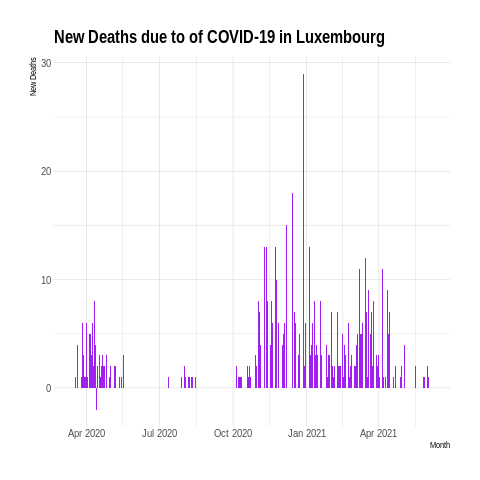 New Deaths due to of COVID-19 in Luxembourg
New Deaths
30
20
10
0
Apr 2020 Jul 2020 Oct 2020 Jan 2021 Apr 2021
Month